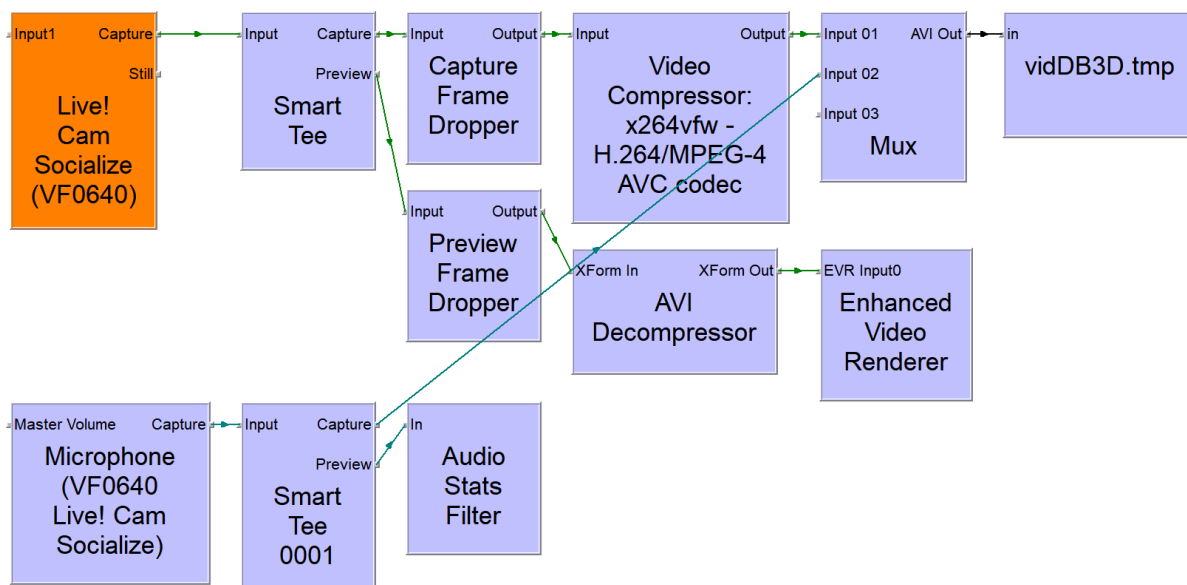 Input1 Capture
Still
Live!
Cam
Socialize
(VF0640)
Input Capture
Preview
Smart
Tee
Input Output
Capture
Frame
Dropper
Input Output
Video
Compressor:
x264vfw -
H.264/MPEG-4
AVC codec
Input 01 AVI Out
Input 02
Input 03
Mux
in
vidDB3D.tmp
Input Output
Preview
Frame
Dropper
XForm In XForm Out
AVI
Decompressor
EVR Input0
Enhanced
Video
Renderer
Master Volume Capture
Microphone
(VF0640
Live! Cam
Socialize)
Input Capture
Preview
Smart
Tee
0001
In
Audio
Stats
Filter